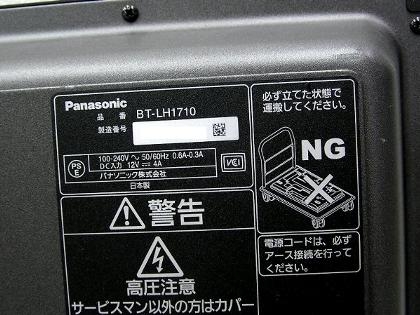 Panasonic
品 番 BT-LH1710
製造番号
100-240V ～ 50/60Hz 0.6A-0.3A
DC入力 12V ⎓ 4A
パナソニック株式会社
日本製
PS
E
VCI
警告
高圧注意
サービスマン以外の方はカバー
必ず立てた状態で
運搬してください。
NG
電源コードは、必ず
アース接続を行って
ください。